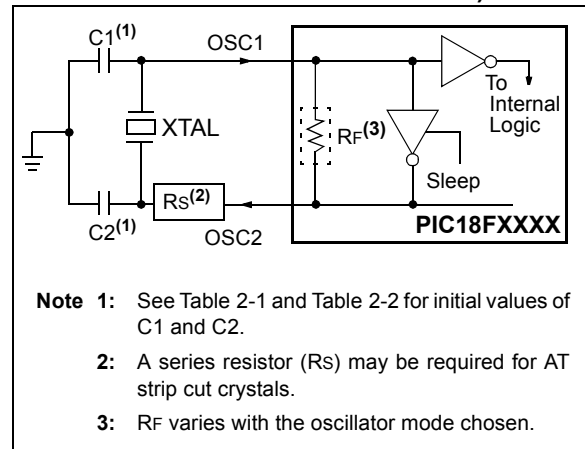 C1(1)
OSC1
To
Internal
Logic
XTAL
RF(3)
Sleep
C2(1)
RS(2)
OSC2
PIC18FXXXX
Note 1: See Table 2-1 and Table 2-2 for initial values of
C1 and C2.
2: A series resistor (RS) may be required for AT
strip cut crystals.
3: RF varies with the oscillator mode chosen.